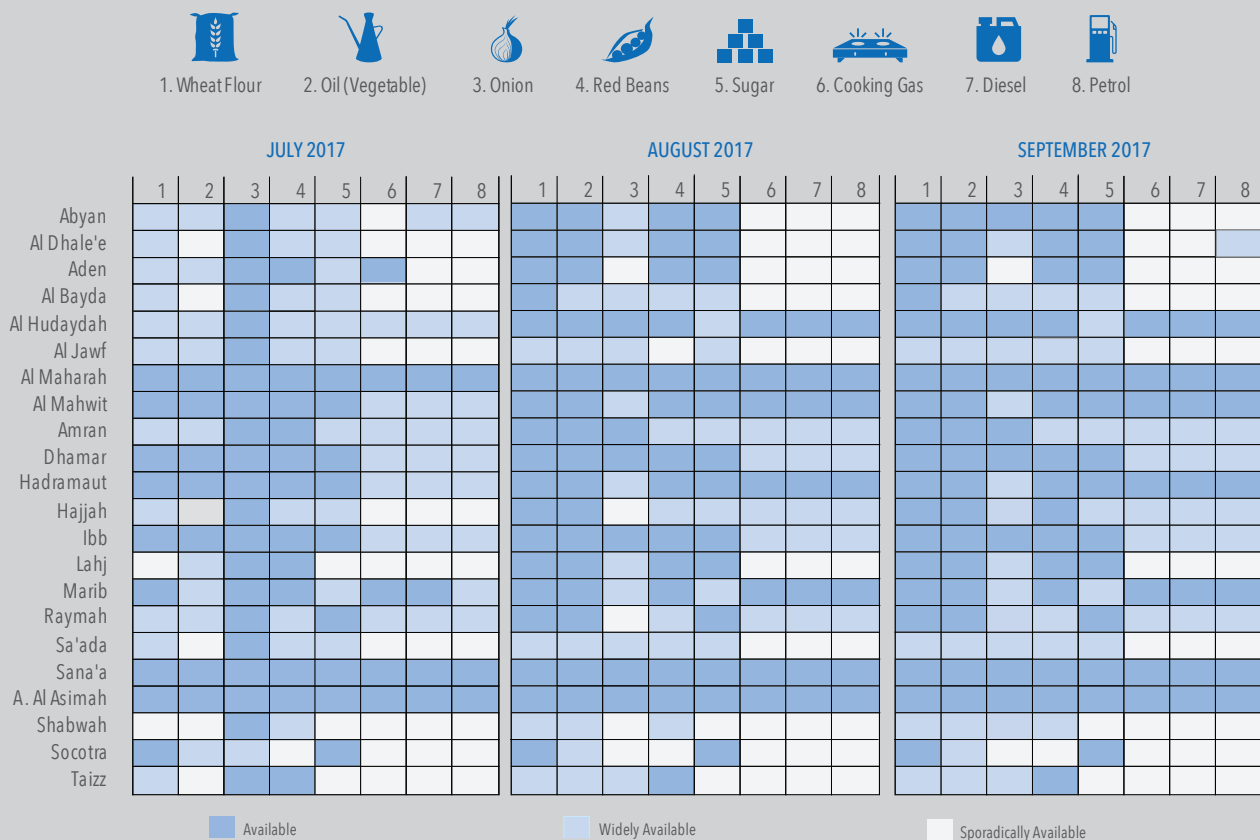 1. Wheat Flour 2. Oil (Vegetable) 3. Onion 4. Red Beans 5. Sugar 6. Cooking Gas 7. Diesel 8. Petrol
JULY 2017 AUGUST 2017 SEPTEMBER 2017
1 2 3 4 5 6 7 8 1 2 3 4 5 6 7 8 1 2 3 4 5 6 7 8
Abyan
Al Dhale'e
Aden
Al Bayda
Al Hudaydah
Al Jawf
Al Maharah
Al Mahwit
Amran
Dhamar
Hadramaut
Hajjah
Ibb
Lahj
Marib
Raymah
Sa'ada
Sana'a
A. Al Asimah
Shabwah
Socotra
Taizz
Available Widely Available Sporadically Available